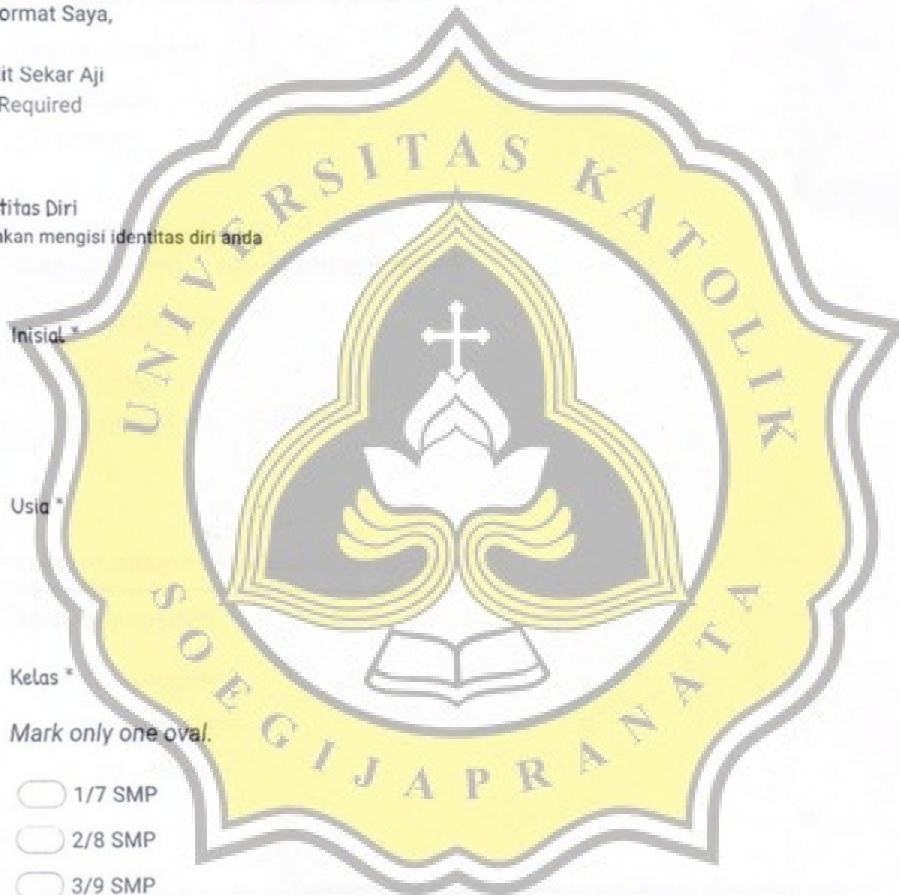 ormat Saya,
it Sekar Aji
Required
titas Diri
kan mengisi identitas diri anda
UNIVERSITAS KATOLIK
Inisial *
Usia *
SOEGIJAPRANATA
Kelas *
Mark only one oval.
1/7 SMP
2/8 SMP
3/9 SMP